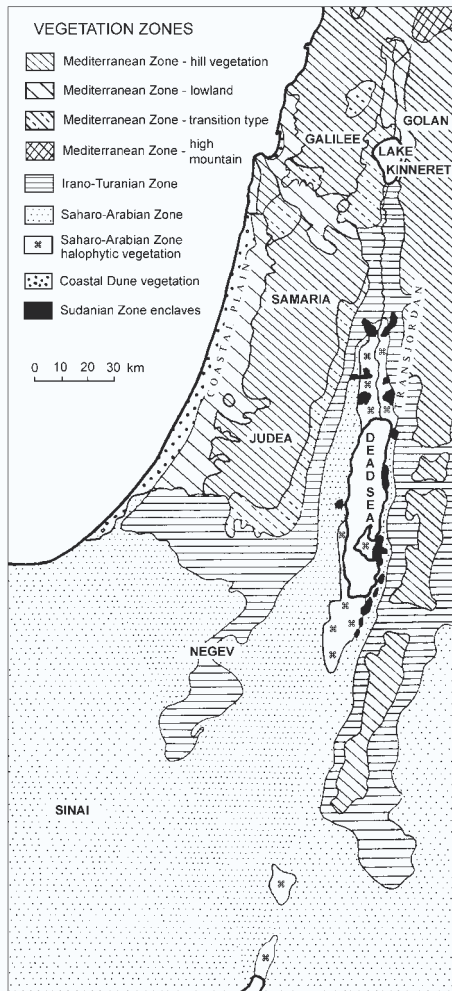 VEGETATION ZONES
Mediterranean Zone - hill vegetation
Mediterranean Zone - lowland
Mediterranean Zone - transition type
Mediterranean Zone - high
mountain
Irano-Turanian Zone
Saharo-Arabian Zone
Saharo-Arabian Zone
halophytic vegetation
Coastal Dune vegetation
Sudanian Zone enclaves
0 10 20 30 km
GOLAN
GALILEE
LAKE
KINNERET
SAMARIA
COASTAL PLAIN
TRANSJORDAN
JUDEA
DEAD SEA
NEGEV
SINAI